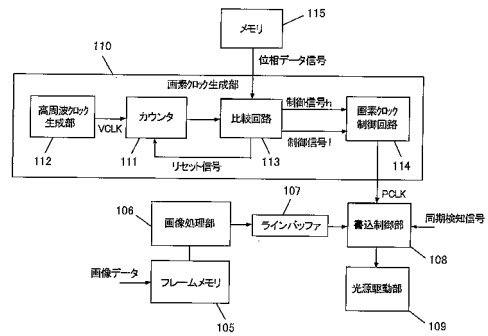 115
メモリ
位相データ信号
110
画素クロック生成部
高周波クロック
生成部
VCLK
カウンタ
比較回路
制御信号h
制御信号l
画素クロック
制御回路
112
111
リセット信号
113
114
PCLK
107
106
画像処理部
ラインバッファ
書込制御部
同期検知信号
108
画像データ
フレームメモリ
105
光源駆動部
109